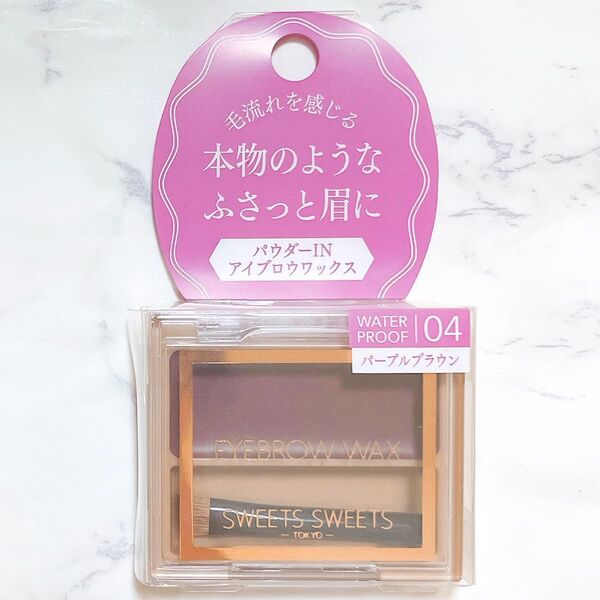 毛流れを感じる
本物のような
ふさっと眉に
パウダーIN
アイブロウワックス
WATER
PROOF
04
パープルブラウン
EYEBROW WAX
SWEETS SWEETS
TOKYO